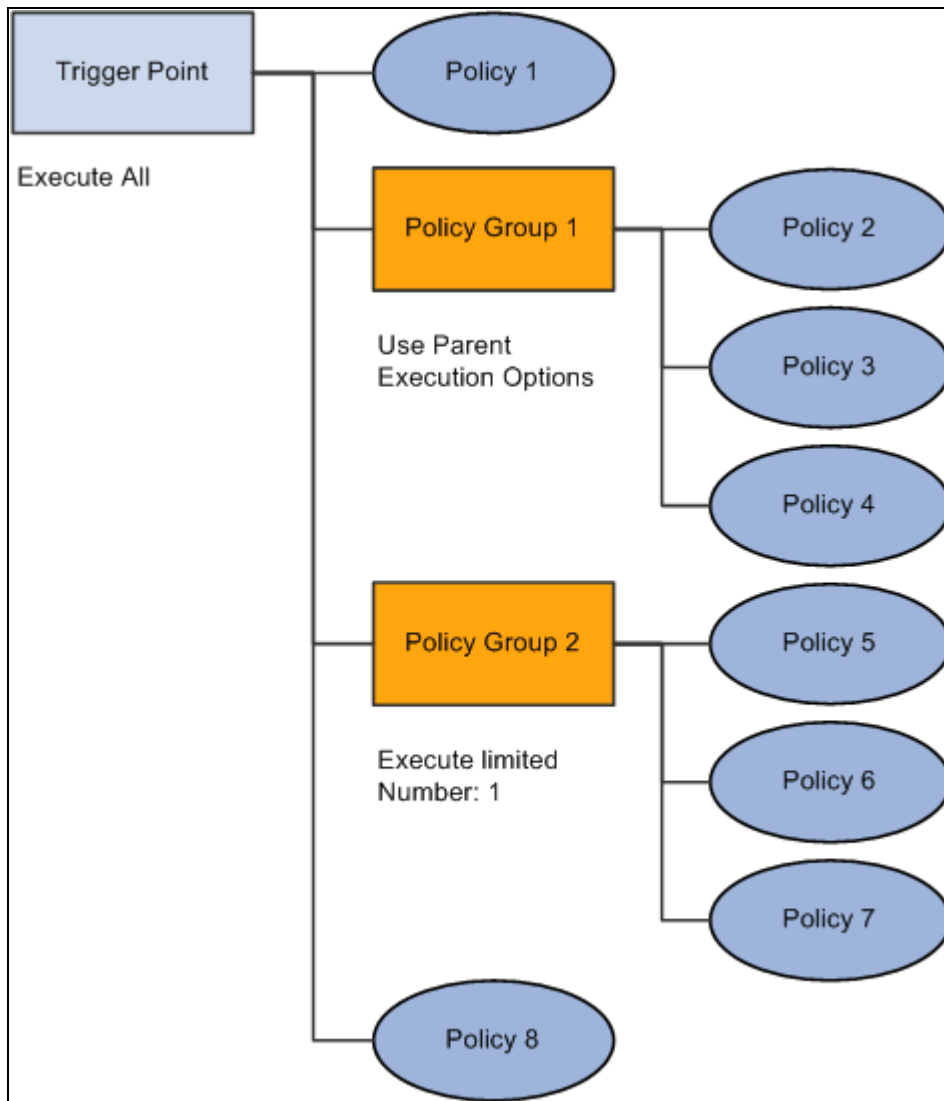 Trigger Point
Policy 1
Execute All
Policy Group 1
Policy 2
Use Parent
Execution Options
Policy 3
Policy 4
Policy Group 2
Policy 5
Execute limited
Number: 1
Policy 6
Policy 7
Policy 8